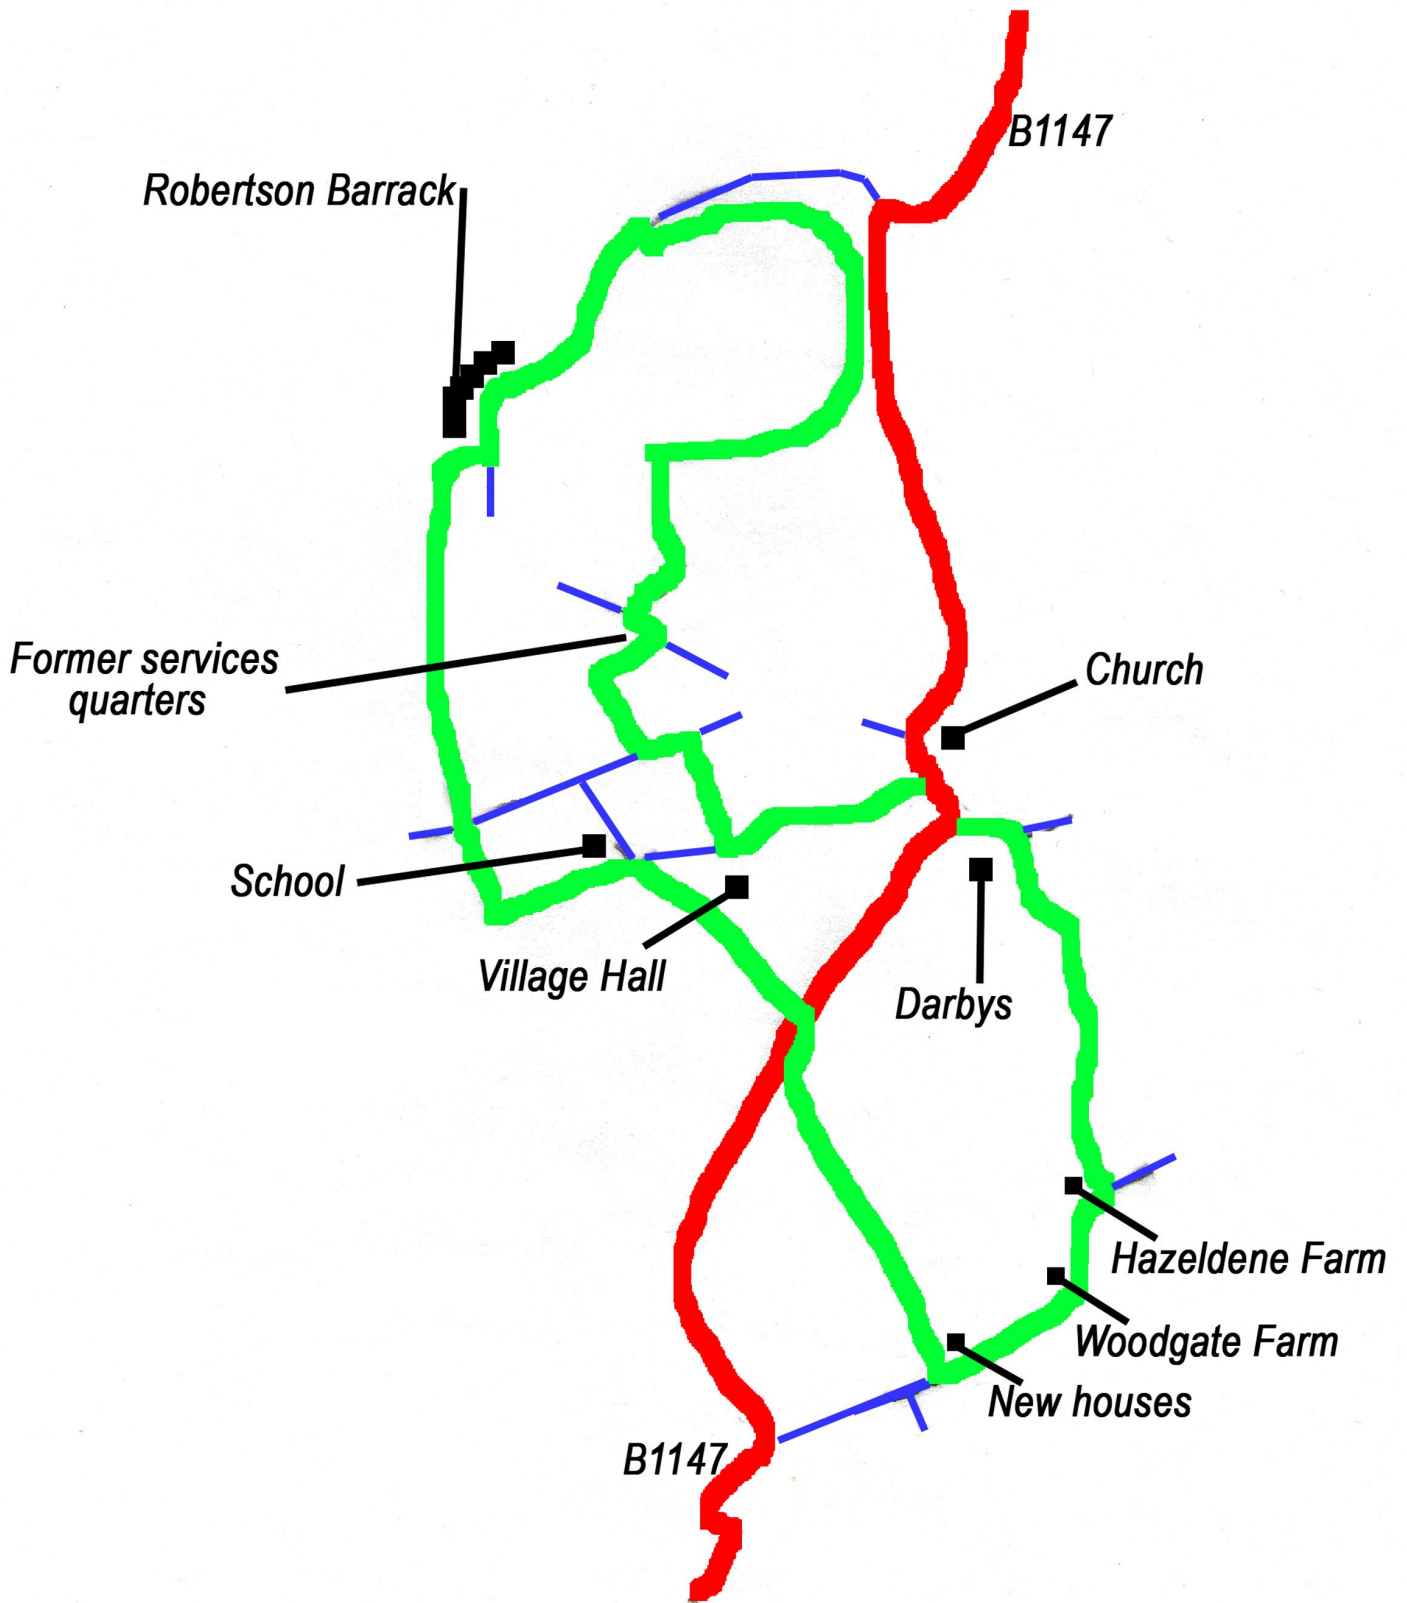 B1147
Robertson Barrack
Former services
quarters
Church
School
Village Hall
Darbys
Hazeldene Farm
Woodgate Farm
New houses
B1147